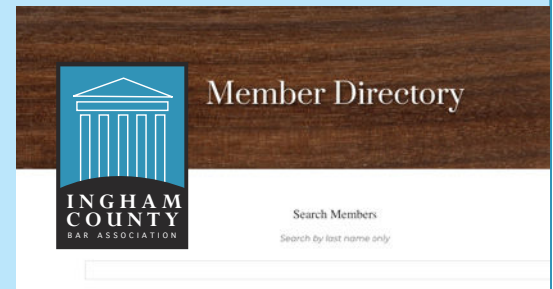 Member Directory
INGHAM
COUNTY
BAR ASSOCIATION
Search Members
Search by last name only